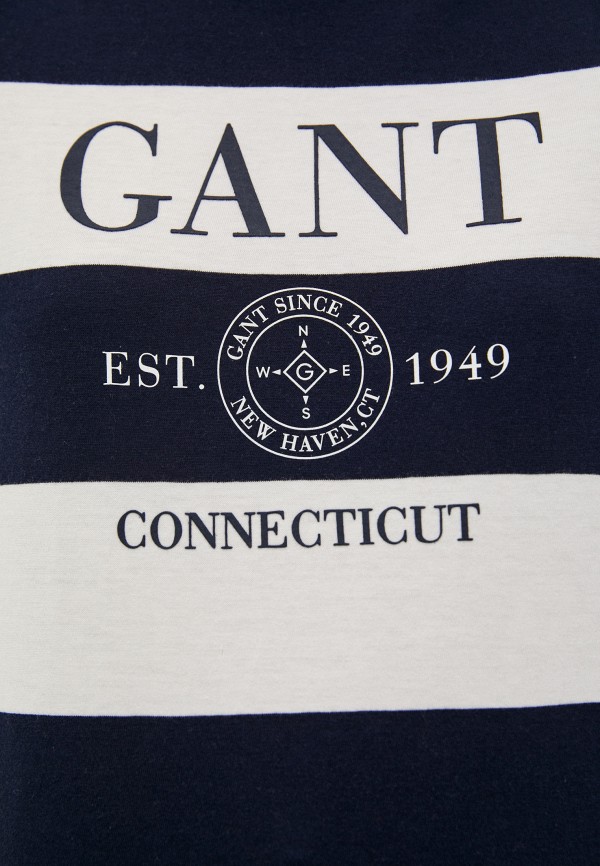 GANT
EST.
GANT SINCE 1949
N
W G E
S
NEW HAVEN,CT
1949
CONNECTICUT